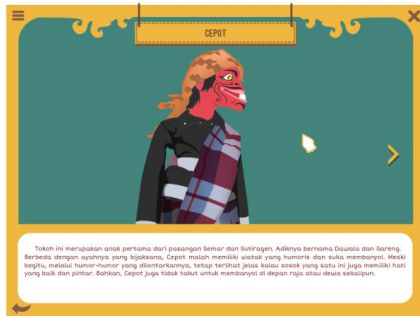 CEPOT
Tokoh ini merupakan anak pertama dari pasangan Semar dan Sutiragen. Adiknya bernama Dawala dan Gareng.
Berbeda dengan ayahnya yang bijaksana, Cepot malah memiliki watak yang humoris dan suka membanyol. Meski
begitu, melalui humor-humor yang dilontarkannya, tetap terlihat jelas kalau sosok yang satu ini juga memiliki hati
yang baik dan pintar. Bahkan, Cepot juga tidak takut untuk membanyol di depan raja atau dewa sekalipun.